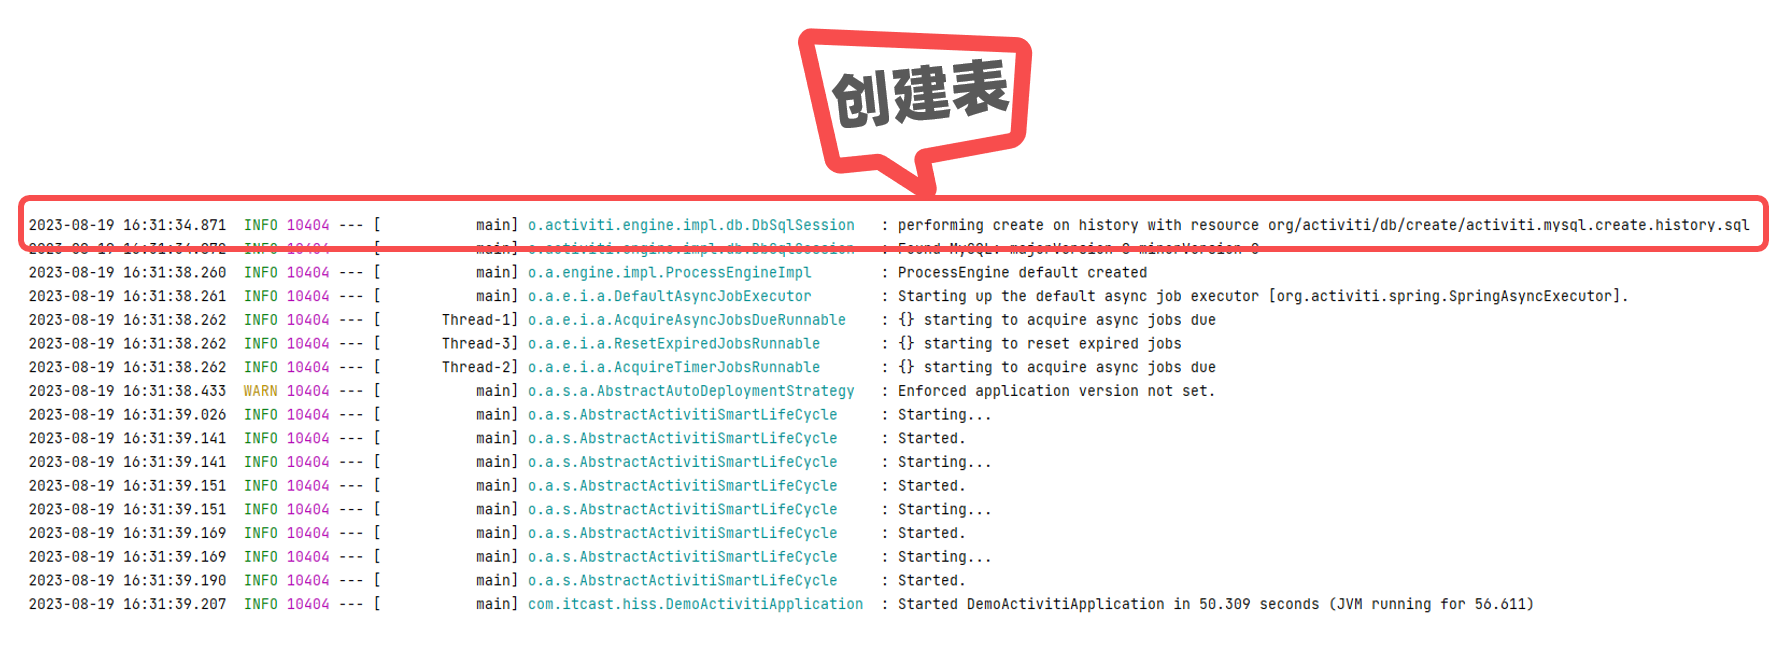 创建表
2023-08-19 16:31:34.871  INFO 10404 --- [           main] o.activiti.engine.impl.db.DbSqlSession   : performing create on history with resource org/activiti/db/create/activiti.mysql.create.history.sql
2023-08-19 16:31:34.872  INFO 10404 --- [           main] o.activiti.engine.impl.db.DbSqlSession   : Found MySQL: majorVersion=8 minorVersion=0
2023-08-19 16:31:38.260  INFO 10404 --- [           main] o.a.engine.impl.ProcessEngineImpl        : ProcessEngine default created
2023-08-19 16:31:38.261  INFO 10404 --- [           main] o.a.e.i.a.DefaultAsyncJobExecutor        : Starting up the default async job executor [org.activiti.spring.SpringAsyncExecutor].
2023-08-19 16:31:38.262  INFO 10404 --- [       Thread-1] o.a.e.i.a.AcquireAsyncJobsDueRunnable    : {} starting to acquire async jobs due
2023-08-19 16:31:38.262  INFO 10404 --- [       Thread-3] o.a.e.i.a.ResetExpiredJobsRunnable       : {} starting to reset expired jobs
2023-08-19 16:31:38.262  INFO 10404 --- [       Thread-2] o.a.e.i.a.AcquireTimerJobsRunnable       : {} starting to acquire async jobs due
2023-08-19 16:31:38.433  WARN 10404 --- [           main] o.a.s.a.AbstractAutoDeploymentStrategy   : Enforced application version not set.
2023-08-19 16:31:39.026  INFO 10404 --- [           main] o.a.s.AbstractActivitiSmartLifeCycle     : Starting...
2023-08-19 16:31:39.141  INFO 10404 --- [           main] o.a.s.AbstractActivitiSmartLifeCycle     : Started.
2023-08-19 16:31:39.141  INFO 10404 --- [           main] o.a.s.AbstractActivitiSmartLifeCycle     : Starting...
2023-08-19 16:31:39.151  INFO 10404 --- [           main] o.a.s.AbstractActivitiSmartLifeCycle     : Started.
2023-08-19 16:31:39.151  INFO 10404 --- [           main] o.a.s.AbstractActivitiSmartLifeCycle     : Starting...
2023-08-19 16:31:39.169  INFO 10404 --- [           main] o.a.s.AbstractActivitiSmartLifeCycle     : Started.
2023-08-19 16:31:39.169  INFO 10404 --- [           main] o.a.s.AbstractActivitiSmartLifeCycle     : Starting...
2023-08-19 16:31:39.190  INFO 10404 --- [           main] o.a.s.AbstractActivitiSmartLifeCycle     : Started.
2023-08-19 16:31:39.207  INFO 10404 --- [           main] com.itcast.hiss.DemoActivitiApplication  : Started DemoActivitiApplication in 50.309 seconds (JVM running for 56.611)